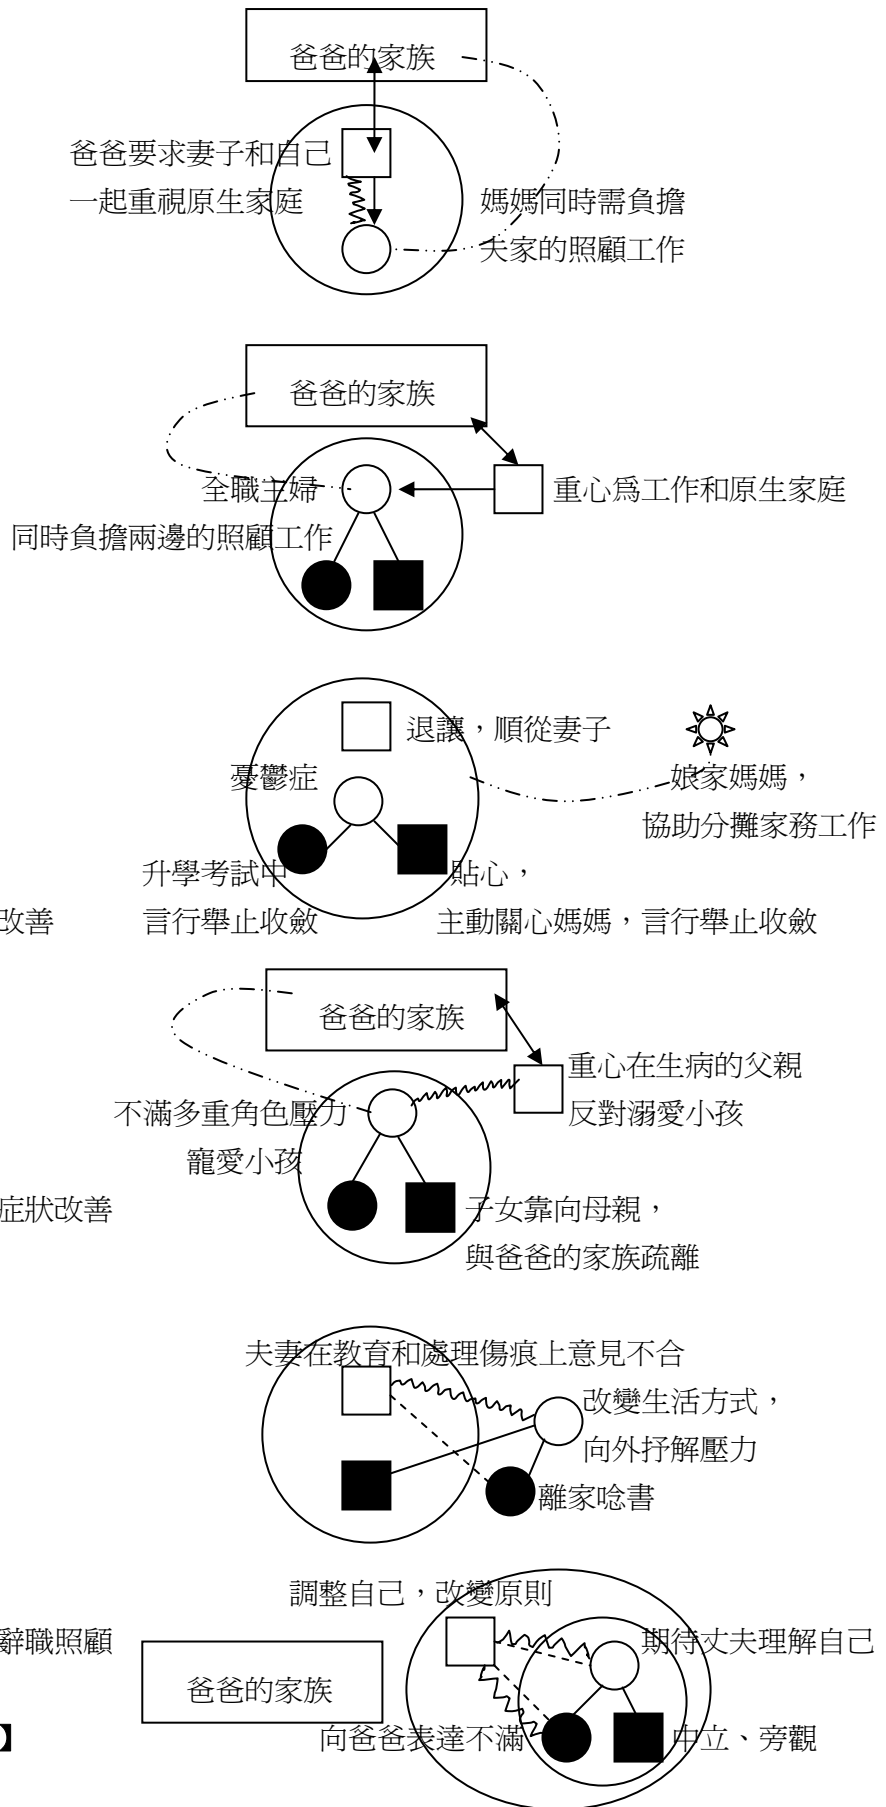 爸爸的家族
爸爸要求妻子和自己
一起重視原生家庭
媽媽同時需負擔
夫家的照顧工作
爸爸的家族
全職主婦
同時負擔兩邊的照顧工作
重心爲工作和原生家庭
退讓，順從妻子
憂鬱症
娘家媽媽，
協助分攤家務工作
升學考試中
言行舉止收斂
貼心，
主動關心媽媽，言行舉止收斂
改善
爸爸的家族
重心在生病的父親
反對溺愛小孩
不滿多重角色壓力
寵愛小孩
症狀改善
子女靠向母親，
與爸爸的家族疏離
夫妻在教育和處理傷痕上意見不合
改變生活方式，
向外抒解壓力
離家唸書
調整自己，改變原則
辭職照顧
期待丈夫理解自己
爸爸的家族
】
向爸爸表達不滿
中立、旁觀